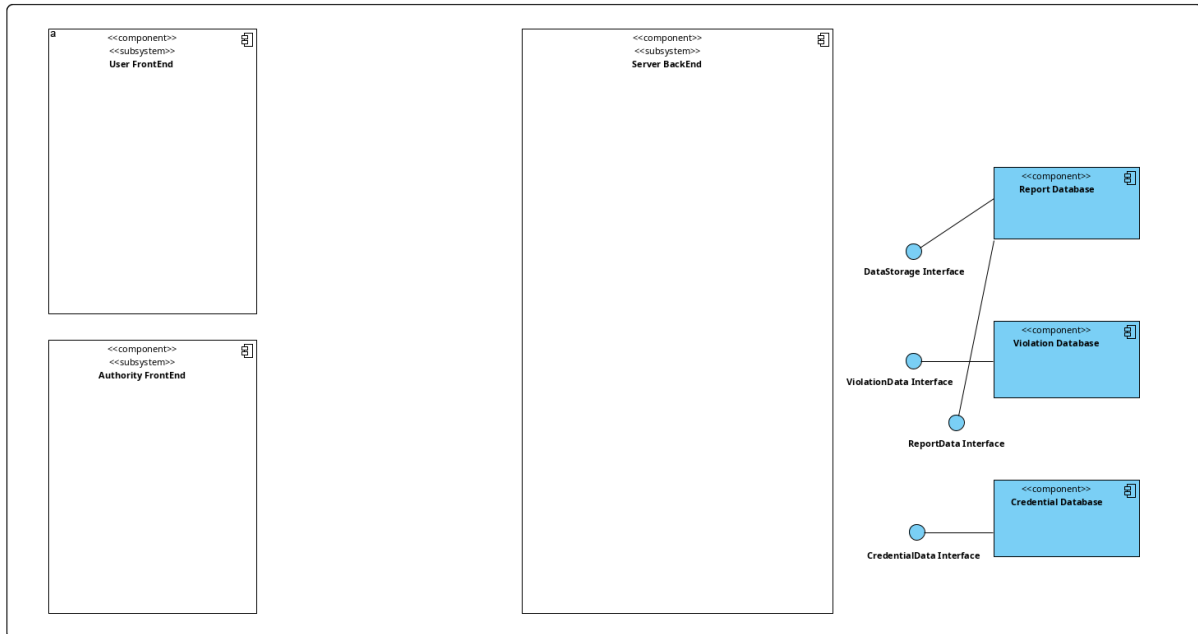 a
<<component>>
<<subsystem>>
User FrontEnd
<<component>>
<<subsystem>>
Server BackEnd
<<component>>
Report Database
DataStorage Interface
<<component>>
Violation Database
ViolationData Interface
<<component>>
<<subsystem>>
Authority FrontEnd
ReportData Interface
<<component>>
Credential Database
CredentialData Interface